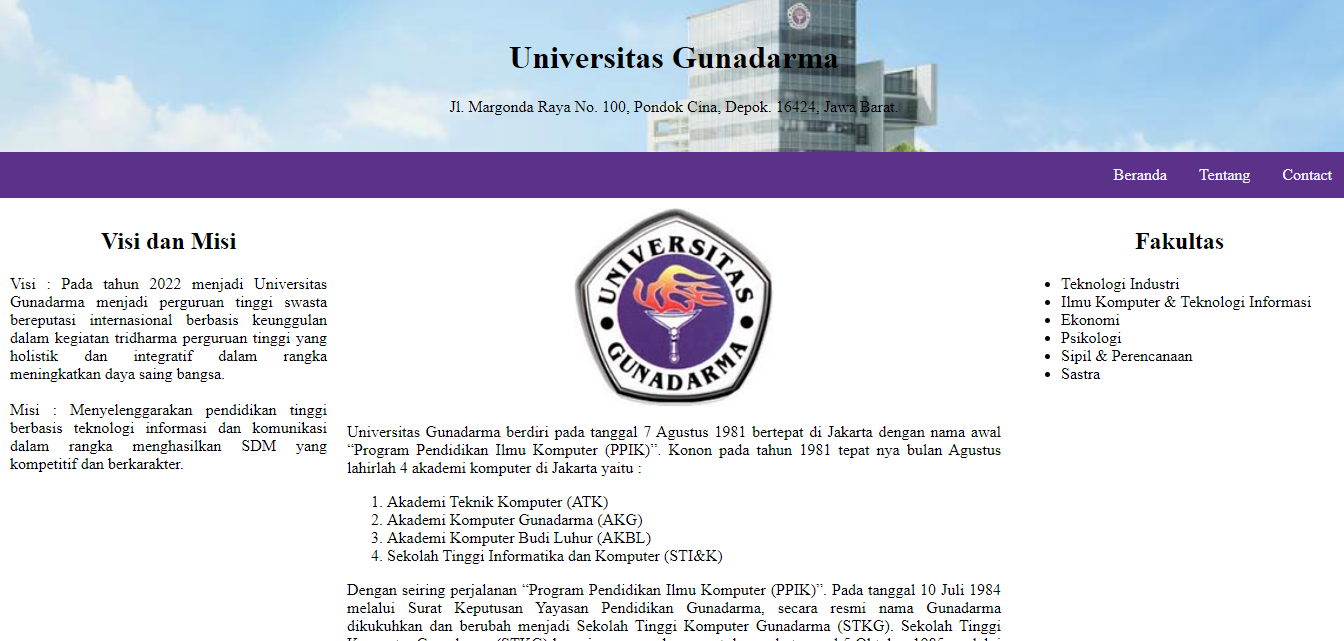 Universitas Gunadarma
Jl. Margonda Raya No. 100, Pondok Cina, Depok. 16424, Jawa Barat.
Beranda
Tentang
Contact
Visi dan Misi
Visi : Pada tahun 2022 menjadi Universitas
Gunadarma menjadi perguruan tinggi swasta
bereputasi internasional berbasis keunggulan
dalam kegiatan tridharma perguruan tinggi yang
holistik dan integratif dalam rangka
meningkatkan daya saing bangsa.
Misi : Menyelenggarakan pendidikan tinggi
berbasis teknologi informasi dan komunikasi
dalam rangka menghasilkan SDM yang
kompetitif dan berkarakter.
UNIVERSITAS
GUNADARMA
Universitas Gunadarma berdiri pada tanggal 7 Agustus 1981 bertepat di Jakarta dengan nama awal
“Program Pendidikan Ilmu Komputer (PPIK)”. Konon pada tahun 1981 tepat nya bulan Agustus
lahirlah 4 akademi komputer di Jakarta yaitu :
1. Akademi Teknik Komputer (ATK)
2. Akademi Komputer Gunadarma (AKG)
3. Akademi Komputer Budi Luhur (AKBL)
4. Sekolah Tinggi Informatika dan Komputer (STI&K)
Dengan seiring perjalanan “Program Pendidikan Ilmu Komputer (PPIK)”. Pada tanggal 10 Juli 1984
melalui Surat Keputusan Yayasan Pendidikan Gunadarma, secara resmi nama Gunadarma
dikukuhkan dan berubah menjadi Sekolah Tinggi Komputer Gunadarma (STKG). Sekolah Tinggi
Fakultas
• Teknologi Industri
• Ilmu Komputer & Teknologi Informasi
• Ekonomi
• Psikologi
• Sipil & Perencanaan
• Sastra